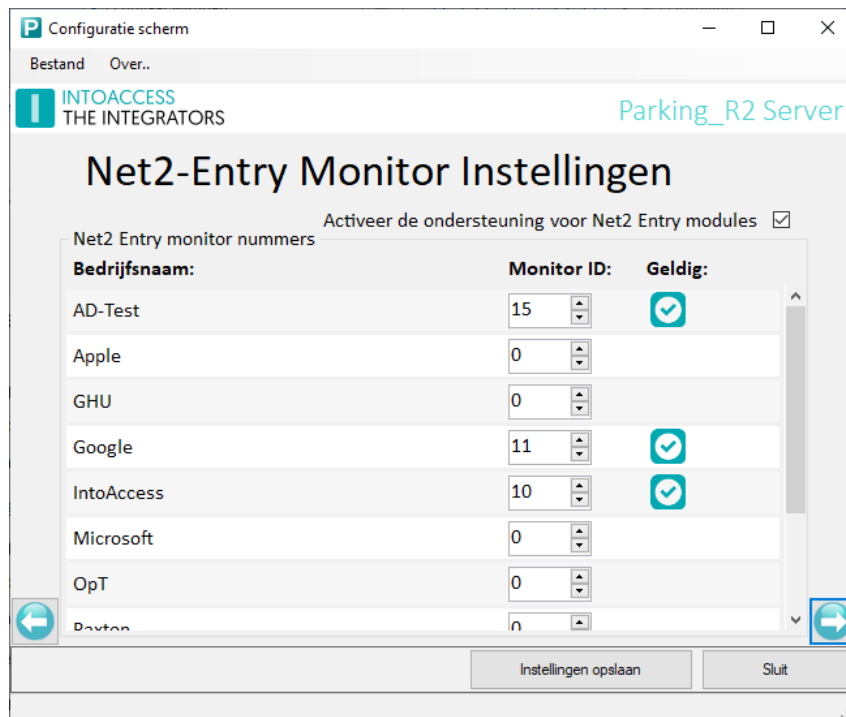 Configuratie scherm
Bestand Over..
INTOACCESS
THE INTEGRATORS
Parking_R2 Server
Net2-Entry Monitor Instellingen
Activeer de ondersteuning voor Net2 Entry modules
Net2 Entry monitor nummers
Bedrijfsnaam: Monitor ID: Geldig:
AD-Test 15
Apple 0
GHU 0
Google 11
IntoAccess 10
Microsoft 0
OpT 0
Paxton 0
Instellingen opslaan Sluit